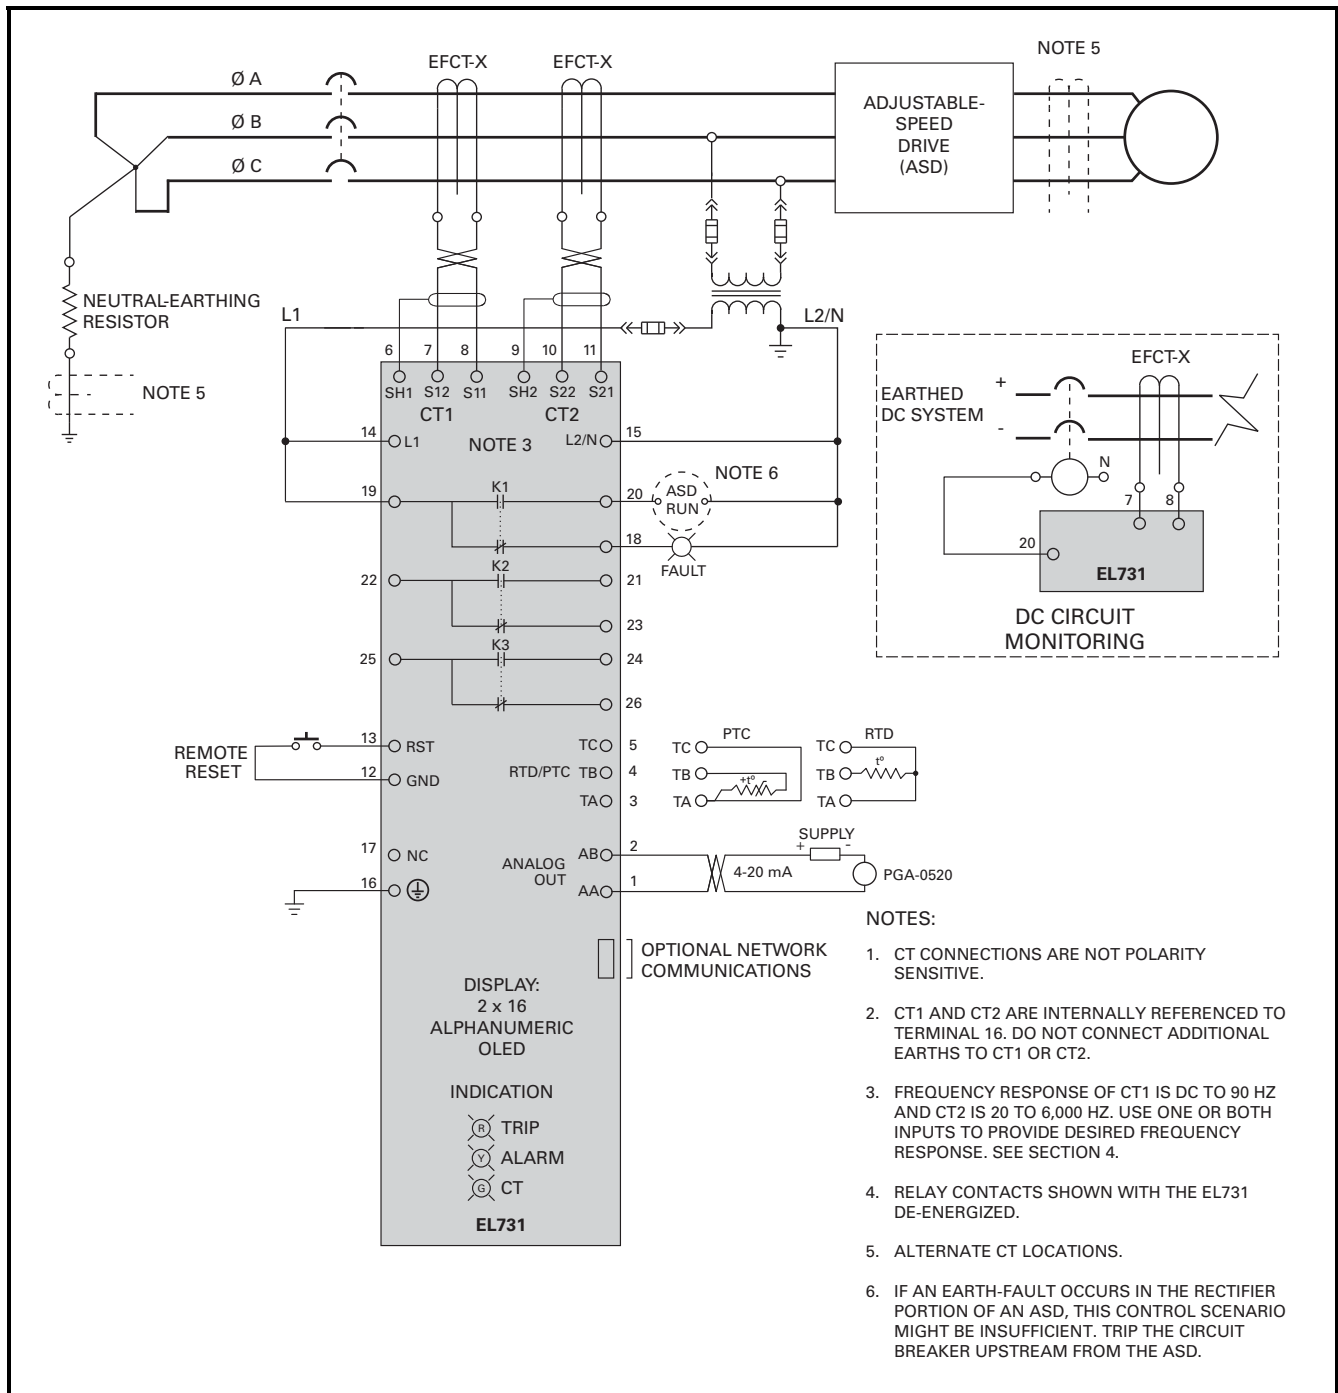 NOTE 5
EFCT-X
EFCT-X
Ø A
Ø B
Ø C
ADJUSTABLE-
SPEED
DRIVE
(ASD)
NEUTRAL-EARTHING
RESISTOR
NOTE 5
L1
L2/N
6 7 8 9 10 11
SH1 S12 S11 SH2 S22 S21
CT1 CT2
14 L1 NOTE 3 L2/N 15
19 K1 20
ASD
RUN
NOTE 6
18
FAULT
22 K2 21
23
25 K3 24
26
REMOTE
RESET
13 RST
12 GND
17 NC
16
TC 5
RTD/PTC TB 4
TA 3
PTC
TC
TB
TA
+tº
RTD
TC
TB
TA
tº
ANALOG
OUT
AB 2
AA 1
4-20 mA
SUPPLY
+ -
PGA-0520
OPTIONAL NETWORK
COMMUNICATIONS
DISPLAY:
2 x 16
ALPHANUMERIC
OLED
INDICATION
R TRIP
Y ALARM
G CT
EL731
EFCT-X
EARTHED
DC SYSTEM
+
-
N
7 8
20
EL731
DC CIRCUIT
MONITORING
NOTES:
1. CT CONNECTIONS ARE NOT POLARITY
SENSITIVE.
2. CT1 AND CT2 ARE INTERNALLY REFERENCED TO
TERMINAL 16. DO NOT CONNECT ADDITIONAL
EARTHS TO CT1 OR CT2.
3. FREQUENCY RESPONSE OF CT1 IS DC TO 90 HZ
AND CT2 IS 20 TO 6,000 HZ. USE ONE OR BOTH
INPUTS TO PROVIDE DESIRED FREQUENCY
RESPONSE. SEE SECTION 4.
4. RELAY CONTACTS SHOWN WITH THE EL731
DE-ENERGIZED.
5. ALTERNATE CT LOCATIONS.
6. IF AN EARTH-FAULT OCCURS IN THE RECTIFIER
PORTION OF AN ASD, THIS CONTROL SCENARIO
MIGHT BE INSUFFICIENT. TRIP THE CIRCUIT
BREAKER UPSTREAM FROM THE ASD.